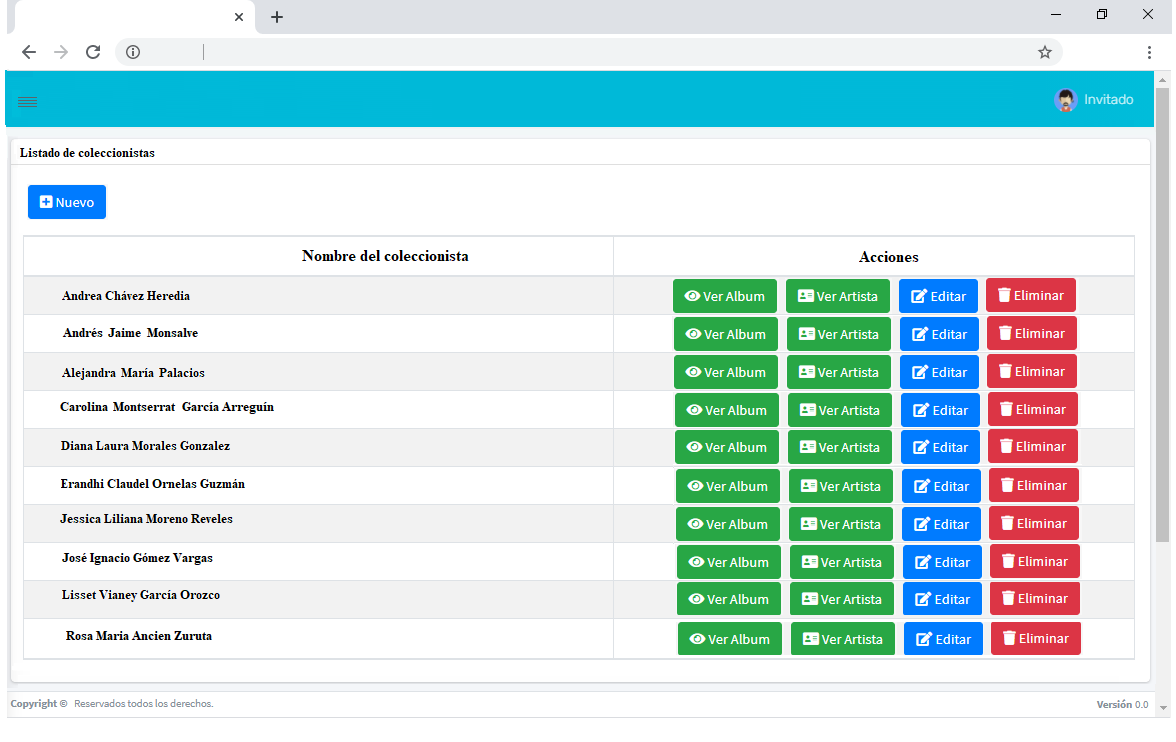 Invitado
Listado de coleccionistas
Nuevo
Nombre del coleccionista Acciones
Andrea Chávez Heredia Ver Album Ver Artista Editar Eliminar
Andrés Jaime Monsalve Ver Album Ver Artista Editar Eliminar
Alejandra María Palacios Ver Album Ver Artista Editar Eliminar
Carolina Montserrat García Arreguín Ver Album Ver Artista Editar Eliminar
Diana Laura Morales Gonzalez Ver Album Ver Artista Editar Eliminar
Erandhi Claudel Ornelas Guzmán Ver Album Ver Artista Editar Eliminar
Jessica Liliana Moreno Reveles Ver Album Ver Artista Editar Eliminar
José Ignacio Gómez Vargas Ver Album Ver Artista Editar Eliminar
Lisset Vianey García Orozco Ver Album Ver Artista Editar Eliminar
Rosa Maria Ancien Zuruta Ver Album Ver Artista Editar Eliminar
Copyright © Reservados todos los derechos. Versión 0.0